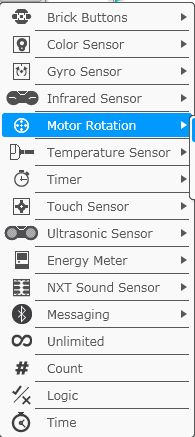 Brick Buttons
Color Sensor
Gyro Sensor
Infrared Sensor
Motor Rotation
Temperature Sensor
Timer
Touch Sensor
Ultrasonic Sensor
Energy Meter
NXT Sound Sensor
Messaging
Unlimited
# Count
Logic
Time